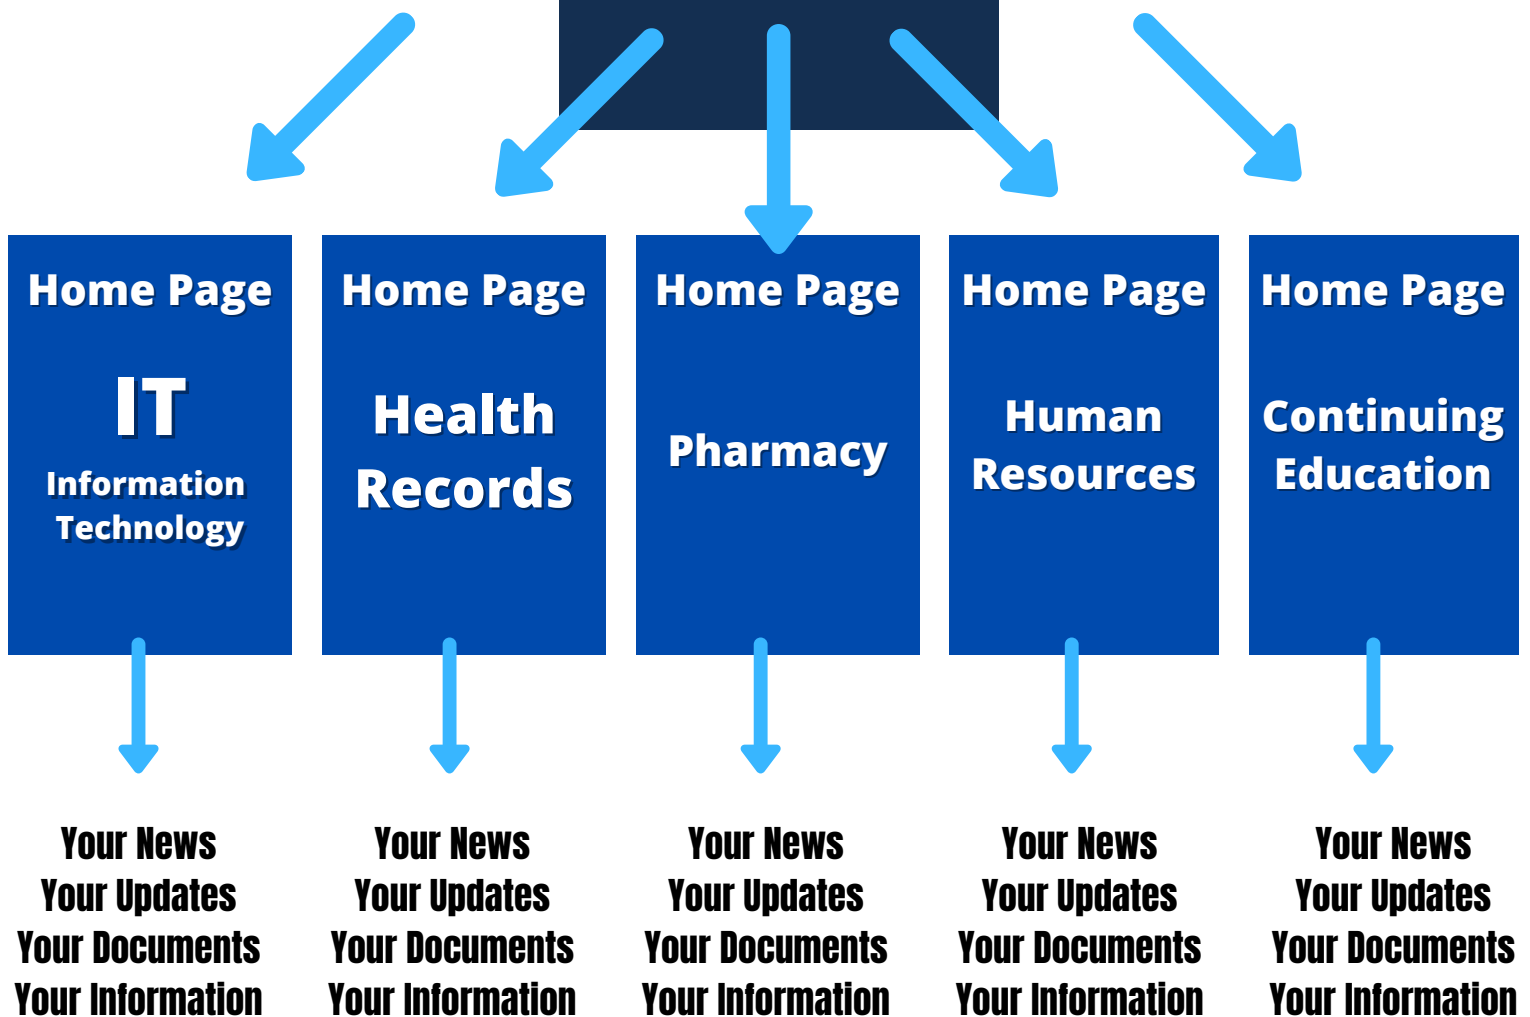 Home Page
IT
Information
Technology
Home Page
Health
Records
Home Page
Pharmacy
Home Page
Human
Resources
Home Page
Continuing
Education
Your News
Your Updates
Your Documents
Your Information
Your News
Your Updates
Your Documents
Your Information
Your News
Your Updates
Your Documents
Your Information
Your News
Your Updates
Your Documents
Your Information
Your News
Your Updates
Your Documents
Your Information